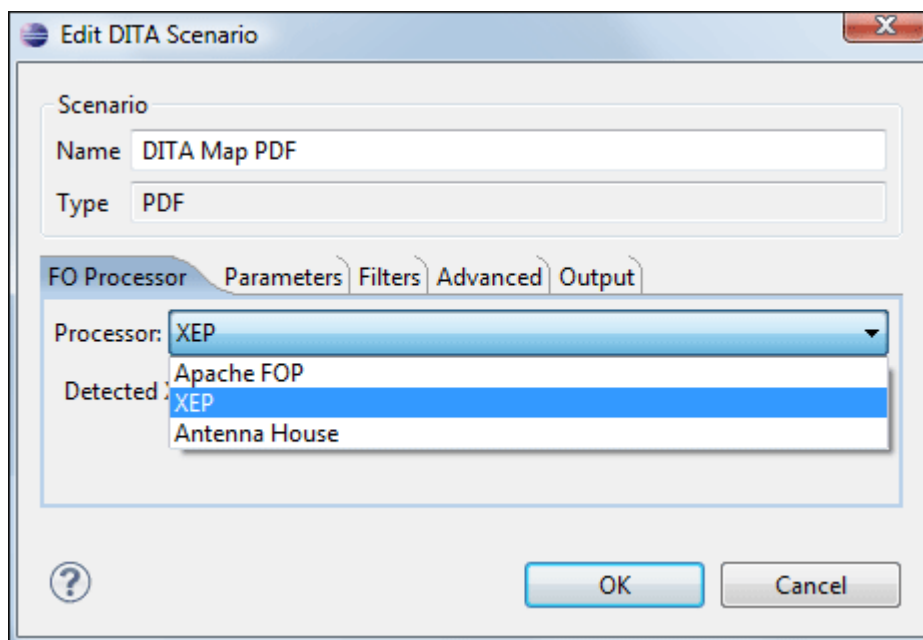 Edit DITA Scenario
Scenario
Name DITA Map PDF
Type PDF
FO Processor Parameters Filters Advanced Output
Processor: XEP
Apache FOP
Detected
XEP
Antenna House
?
OK Cancel